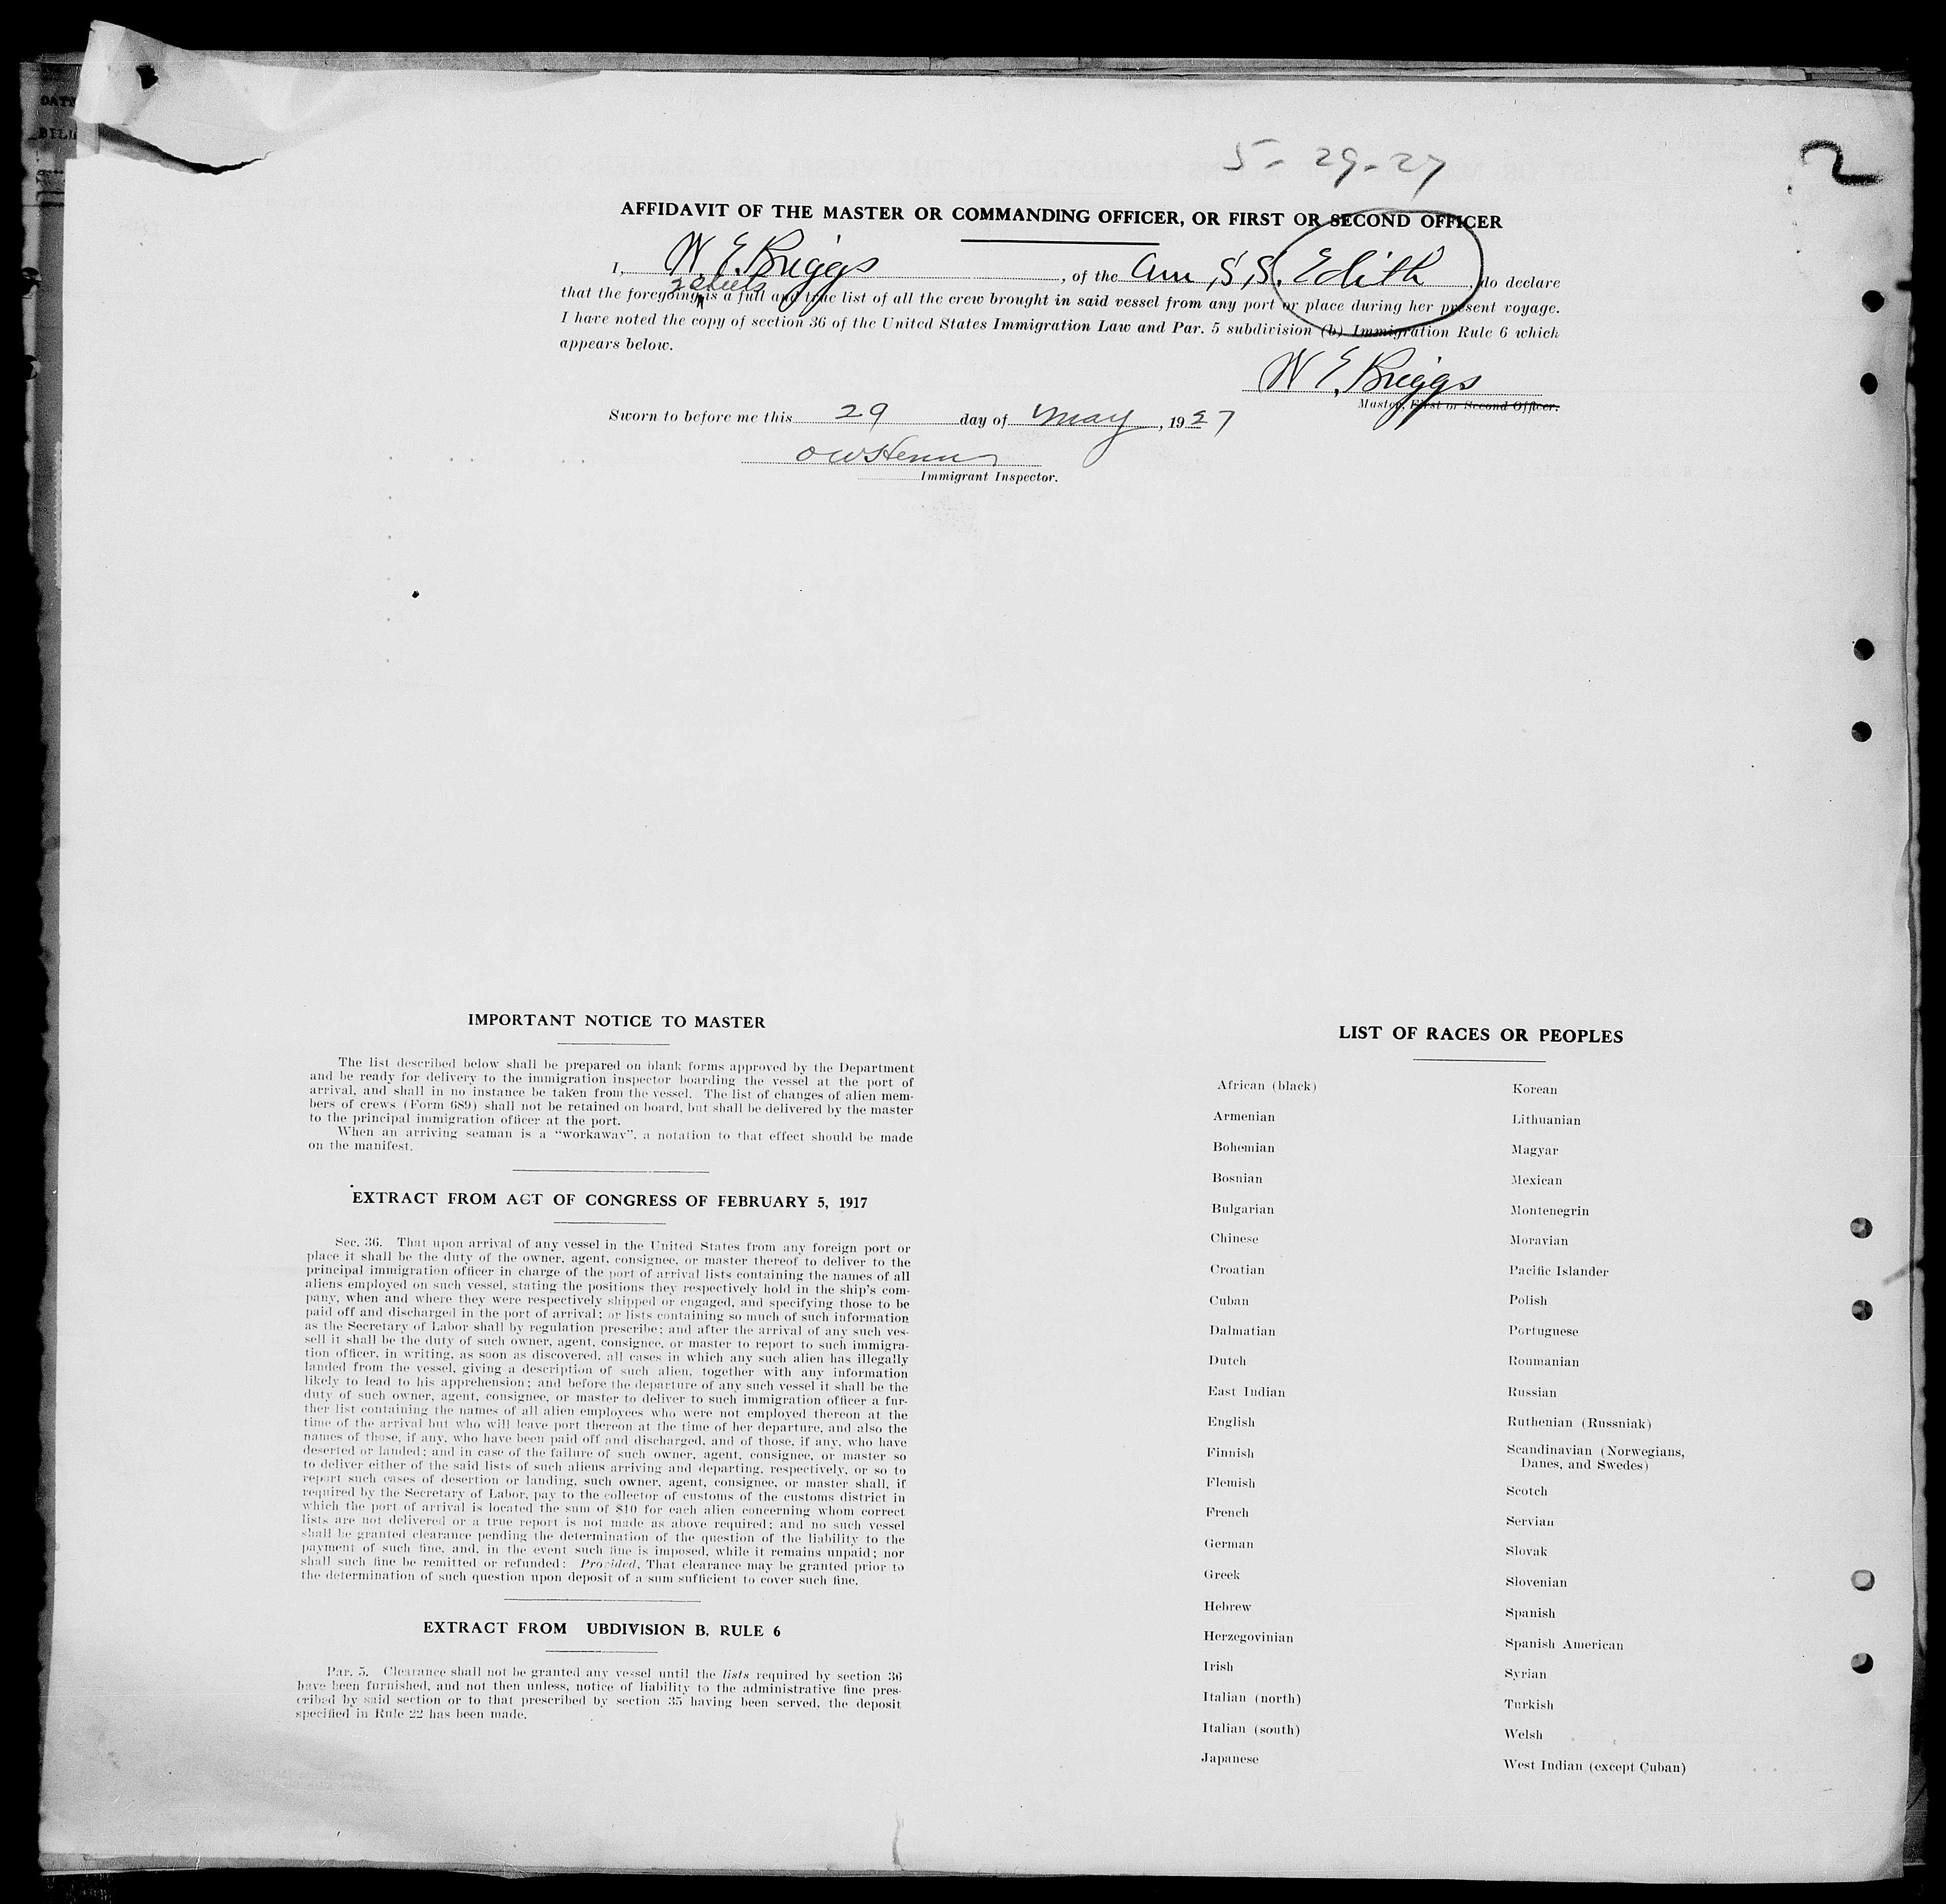 DAT
BILL
5-29-27
2
AFFIDAVIT OF THE MASTER OR COMMANDING OFFICER, OR FIRST OR SECOND OFFICER
I, W. E. Briggs, of the Am. S.S. Edith, do declare
2 sheets
that the foregoing is a full and true list of all the crew brought in said vessel from any port or place during her present voyage.
I have noted the copy of section 36 of the United States Immigration Law and Par. 5 subdivision (b) Immigration Rule 6 which
appears below.
W. E. Briggs
Master, First or Second Officer.
Sworn to before me this 29 day of May, 1927
Immigrant Inspector.
IMPORTANT NOTICE TO MASTER
The list described below shall be prepared on blank forms approved by the Department
and be ready for delivery to the immigration inspector boarding the vessel at the port of
arrival, and shall in no instance be taken from the vessel. The list of changes of alien mem-
bers of crews (Form 689) shall not be retained on board, but shall be delivered by the master
to the principal immigration officer at the port.
When an arriving seaman is a "workaway", a notation to that effect should be made
on the manifest.
EXTRACT FROM ACT OF CONGRESS OF FEBRUARY 5, 1917
Sec. 36. That upon arrival of any vessel in the United States from any foreign port or
place it shall be the duty of the owner, agent, consignee, or master thereof to deliver to the
principal immigration officer in charge of the port of arrival lists containing the names of all
aliens employed on such vessel, stating the positions they respectively hold in the ship's com-
pany, when and where they were respectively shipped or engaged, and specifying those to be
paid off and discharged in the port of arrival; or lists containing so much of such information
as the Secretary of Labor shall by regulation prescribe; and after the arrival of any such ves-
sell it shall be the duty of such owner, agent, consignee, or master to report to such immigra-
tion officer, in writing, as soon as discovered, all cases in which any such alien has illegally
landed from the vessel, giving a description of such alien, together with any information
likely to lead to his apprehension; and before the departure of any such vessel it shall be the
duty of such owner, agent, consignee, or master to deliver to such immigration officer a fur-
ther list containing the names of all alien employees who were not employed thereon at the
time of the arrival but who will leave port thereon at the time of her departure, and also the
names of those, if any, who have been paid off and discharged, and of those, if any, who have
deserted or landed; and in case of the failure of such owner, agent, consignee, or master so
to deliver either of the said lists of such aliens arriving and departing, respectively, or so to
report such cases of desertion or landing, such owner, agent, consignee, or master shall, if
required by the Secretary of Labor, pay to the collector of customs of the customs district in
which the port of arrival is located the sum of $10 for each alien concerning whom correct
lists are not delivered or a true report is not made as above required; and no such vessel
shall be granted clearance pending the determination of the question of the liability to the
payment of such fine, and, in the event such fine is imposed, while it remains unpaid; nor
shall such fine be remitted or refunded: Provided, That clearance may be granted prior to
the determination of such question upon deposit of a sum sufficient to cover such fine.
EXTRACT FROM UBDIVISION B, RULE 6
Par. 5. Clearance shall not be granted any vessel until the lists required by section 36
have been furnished, and not then unless, notice of liability to the administrative fine pres-
cribed by said section or to that prescribed by section 35 having been served, the deposit
specified in Rule 22 has been made.
LIST OF RACES OR PEOPLES
African (black)
Armenian
Bohemian
Bosnian
Bulgarian
Chinese
Croatian
Cuban
Dalmatian
Dutch
East Indian
English
Finnish
Flemish
French
German
Greek
Hebrew
Herzegovinian
Irish
Italian (north)
Italian (south)
Japanese
Korean
Lithuanian
Magyar
Mexican
Montenegrin
Moravian
Pacific Islander
Polish
Portuguese
Roumanian
Russian
Ruthenian (Russniak)
Scandinavian (Norwegians,
Danes, and Swedes)
Scotch
Servian
Slovak
Slovenian
Spanish
Spanish American
Syrian
Turkish
Welsh
West Indian (except Cuban)